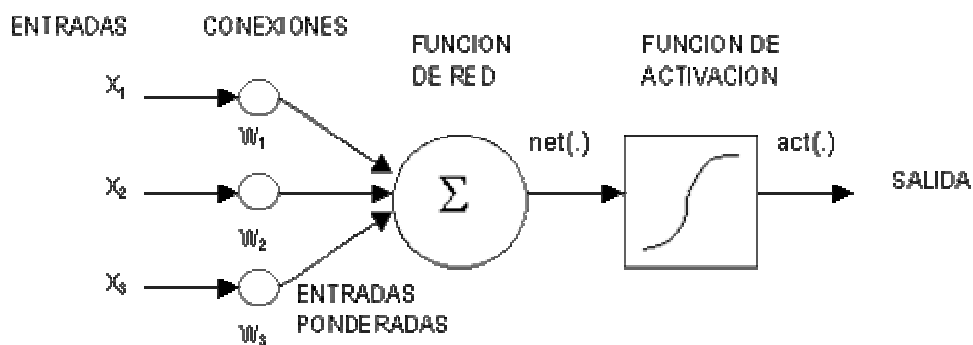 ENTRADAS
CONEXIONES
FUNCION
DE RED
FUNCION DE
ACTIVACION
X₁
W₁
net(.)
act(.)
X₂
Σ
SALIDA
W₂
X₃
ENTRADAS
PONDERADAS
W₃